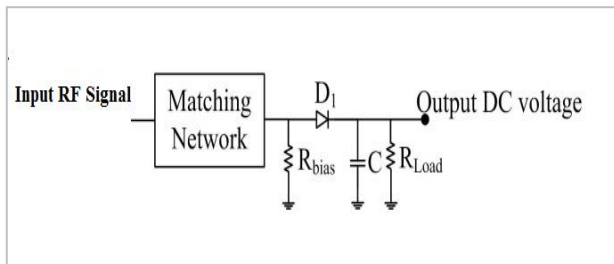 Input RF Signal
Matching
Network
D1
Output DC voltage
Rbias
C
RLoad